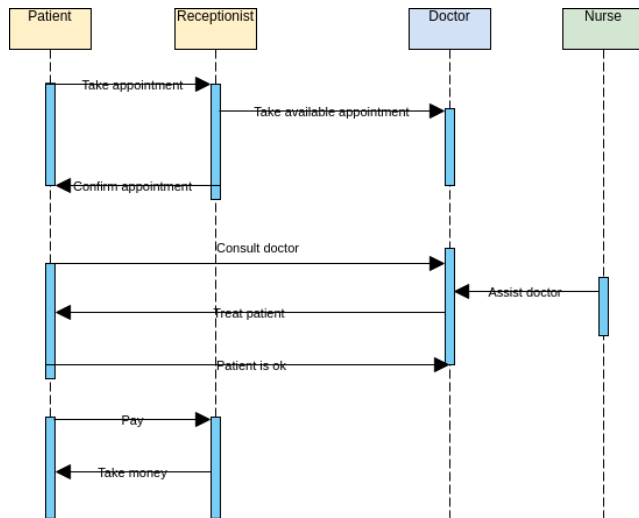 Patient
Receptionist
Doctor
Nurse
Take appointment
Take available appointment
Confirm appointment
Consult doctor
Assist doctor
Treat patient
Patient is ok
Pay
Take money